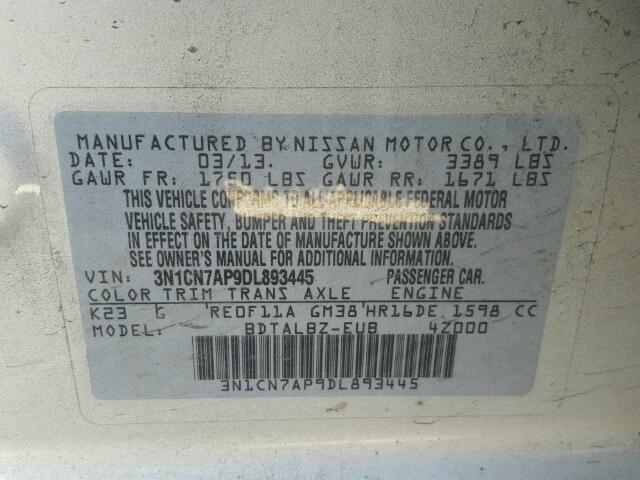 MANUFACTURED BY NISSAN MOTOR CO., LTD.
DATE: 03/13. GVWR: 3389 LBS
GAWR FR: 1750 LBS GAWR RR: 1671 LBS
THIS VEHICLE CONFORMS TO ALL APPLICABLE FEDERAL MOTOR
VEHICLE SAFETY, BUMPER AND THEFT PREVENTION STANDARDS
IN EFFECT ON THE DATE OF MANUFACTURE SHOWN ABOVE.
SEE OWNER'S MANUAL FOR ADDITIONAL INFORMATION.
VIN: 3N1CN7AP9DL893445 PASSENGER CAR.
COLOR TRIM TRANS AXLE ENGINE
K23 G 'RE0F11A GM38'HR16DE 1598 CC
MODEL: BDTALBZ-EUB 4Z000
3N1CN7AP9DL893445